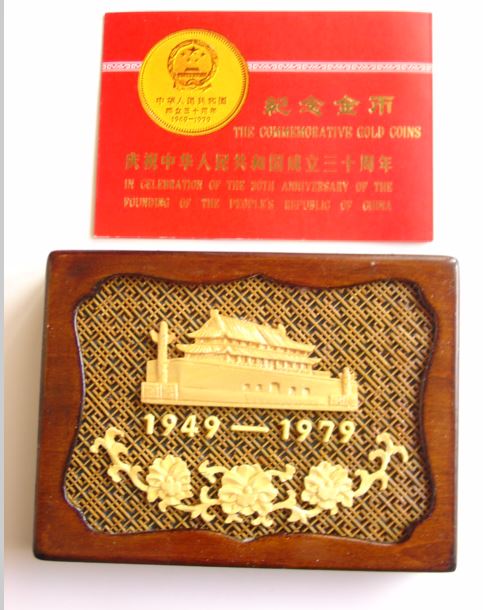 中华人民共和国
成立三十周年
1949-1979
纪念金币
THE COMMEMORATIVE GOLD COINS
庆祝中华人民共和国成立三十周年
IN CELEBRATION OF THE 30TH ANNIVERSARY OF THE
FOUNDING OF THE PEOPLE'S REPUBLIC OF CHINA
1949—1979